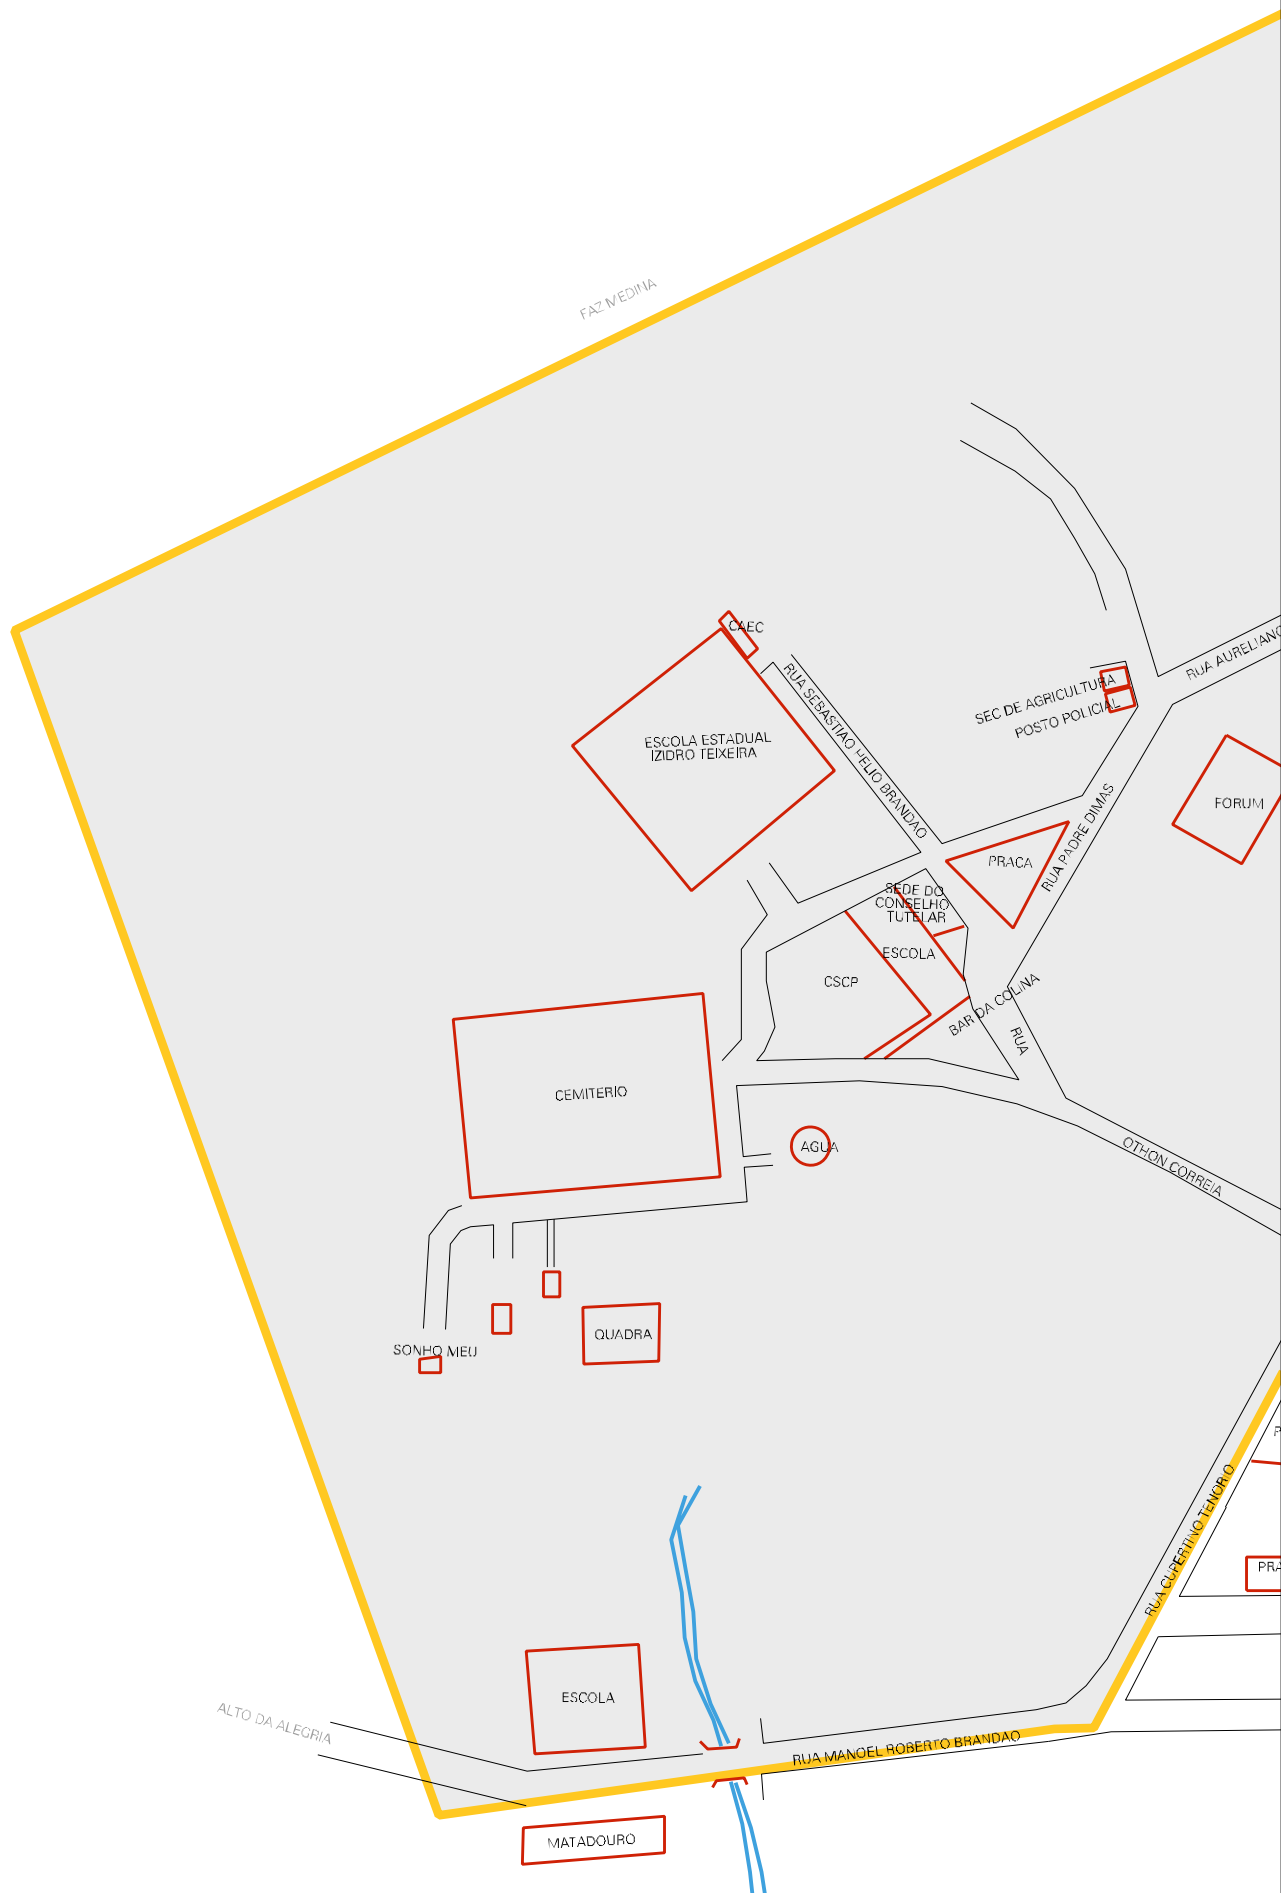 FAZ MEDINA
CAEC
RUA SEBASTIAO HELIO BRANDAO
RUA AURELIANO
SEC DE AGRICULTURA
POSTO POLICIAL
ESCOLA ESTADUAL
IZIDRO TEIXEIRA
FORUM
RUA PADRE DIMAS
PRACA
SEDE DO
CONSELHO
TUTELAR
ESCOLA
CSCP
BAR DA COLINA
RUA
CEMITERIO
AGUA
OTHON CORREIA
QUADRA
SONHO MEU
RUA CUPERTINO TENORIO
PRA
ESCOLA
ALTO DA ALEGRIA
RUA MANOEL ROBERTO BRANDAO
MATADOURO